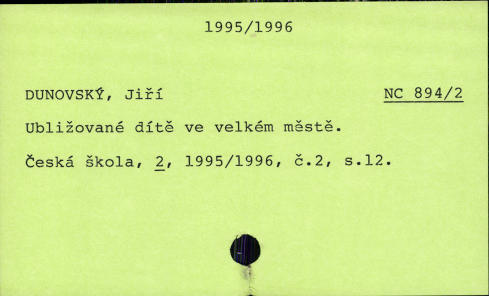 1995/1996
DUNOVSKÝ, Jiří NC 894/2
Ubližované dítě ve velkém městě.
Česká škola, 2, 1995/1996, č.2, s.12.